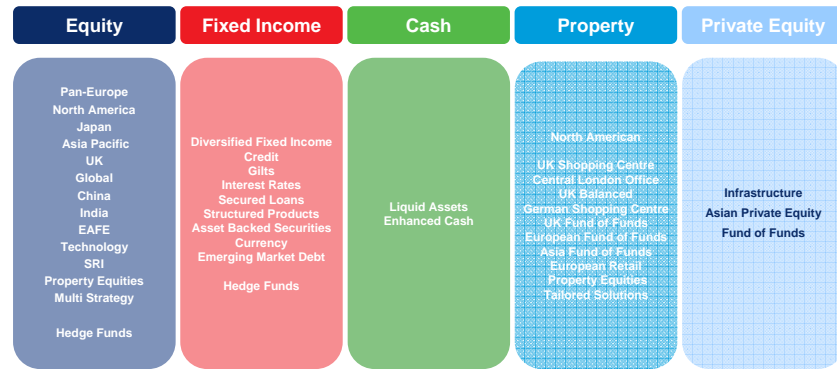 Equity
Fixed Income
Cash
Property
Private Equity
Pan-Europe
North America
Japan
Asia Pacific
UK
Global
China
India
EAFE
Technology
SRI
Property Equities
Multi Strategy
Hedge Funds
Diversified Fixed Income
Credit
Gilts
Interest Rates
Secured Loans
Structured Products
Asset Backed Securities
Currency
Emerging Market Debt
Hedge Funds
Liquid Assets
Enhanced Cash
North American
UK Shopping Centre
Central London Office
UK Balanced
German Shopping Centre
UK Fund of Funds
European Fund of Funds
Asia Fund of Funds
European Retail
Property Equities
Tailored Solutions
Infrastructure
Asian Private Equity
Fund of Funds